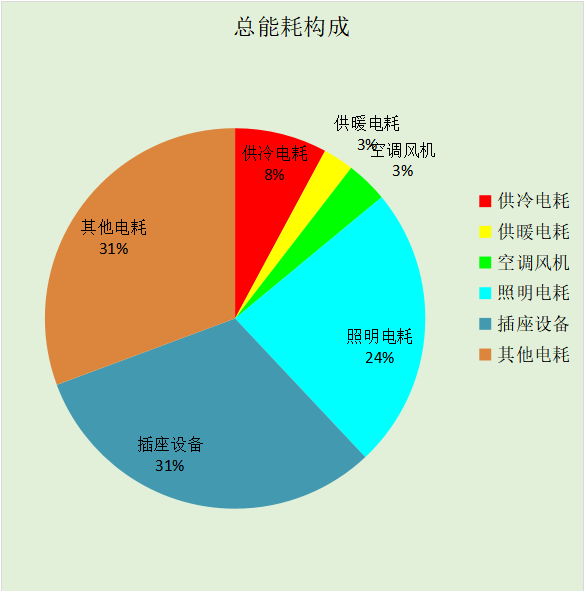 总能耗构成
供暖电耗
3%
空调风机
3%
供冷电耗
8%
其他电耗
31%
照明电耗
24%
插座设备
31%
供冷电耗
供暖电耗
空调风机
照明电耗
插座设备
其他电耗